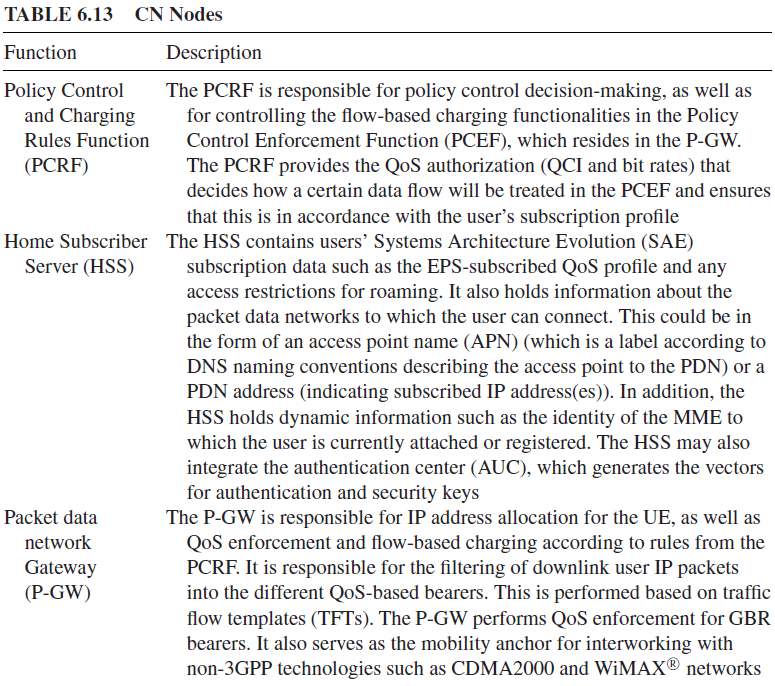 TABLE 6.13 CN Nodes
Function Description
Policy Control and Charging Rules Function (PCRF)
The PCRF is responsible for policy control decision-making, as well as
for controlling the flow-based charging functionalities in the Policy
Control Enforcement Function (PCEF), which resides in the P-GW.
The PCRF provides the QoS authorization (QCI and bit rates) that
decides how a certain data flow will be treated in the PCEF and ensures
that this is in accordance with the user's subscription profile
Home Subscriber Server (HSS)
The HSS contains users' Systems Architecture Evolution (SAE)
subscription data such as the EPS-subscribed QoS profile and any
access restrictions for roaming. It also holds information about the
packet data networks to which the user can connect. This could be in
the form of an access point name (APN) (which is a label according to
DNS naming conventions describing the access point to the PDN) or a
PDN address (indicating subscribed IP address(es)). In addition, the
HSS holds dynamic information such as the identity of the MME to
which the user is currently attached or registered. The HSS may also
integrate the authentication center (AUC), which generates the vectors
for authentication and security keys
Packet data network Gateway (P-GW)
The P-GW is responsible for IP address allocation for the UE, as well as
QoS enforcement and flow-based charging according to rules from the
PCRF. It is responsible for the filtering of downlink user IP packets
into the different QoS-based bearers. This is performed based on traffic
flow templates (TFTs). The P-GW performs QoS enforcement for GBR
bearers. It also serves as the mobility anchor for interworking with
non-3GPP technologies such as CDMA2000 and WiMAX® networks